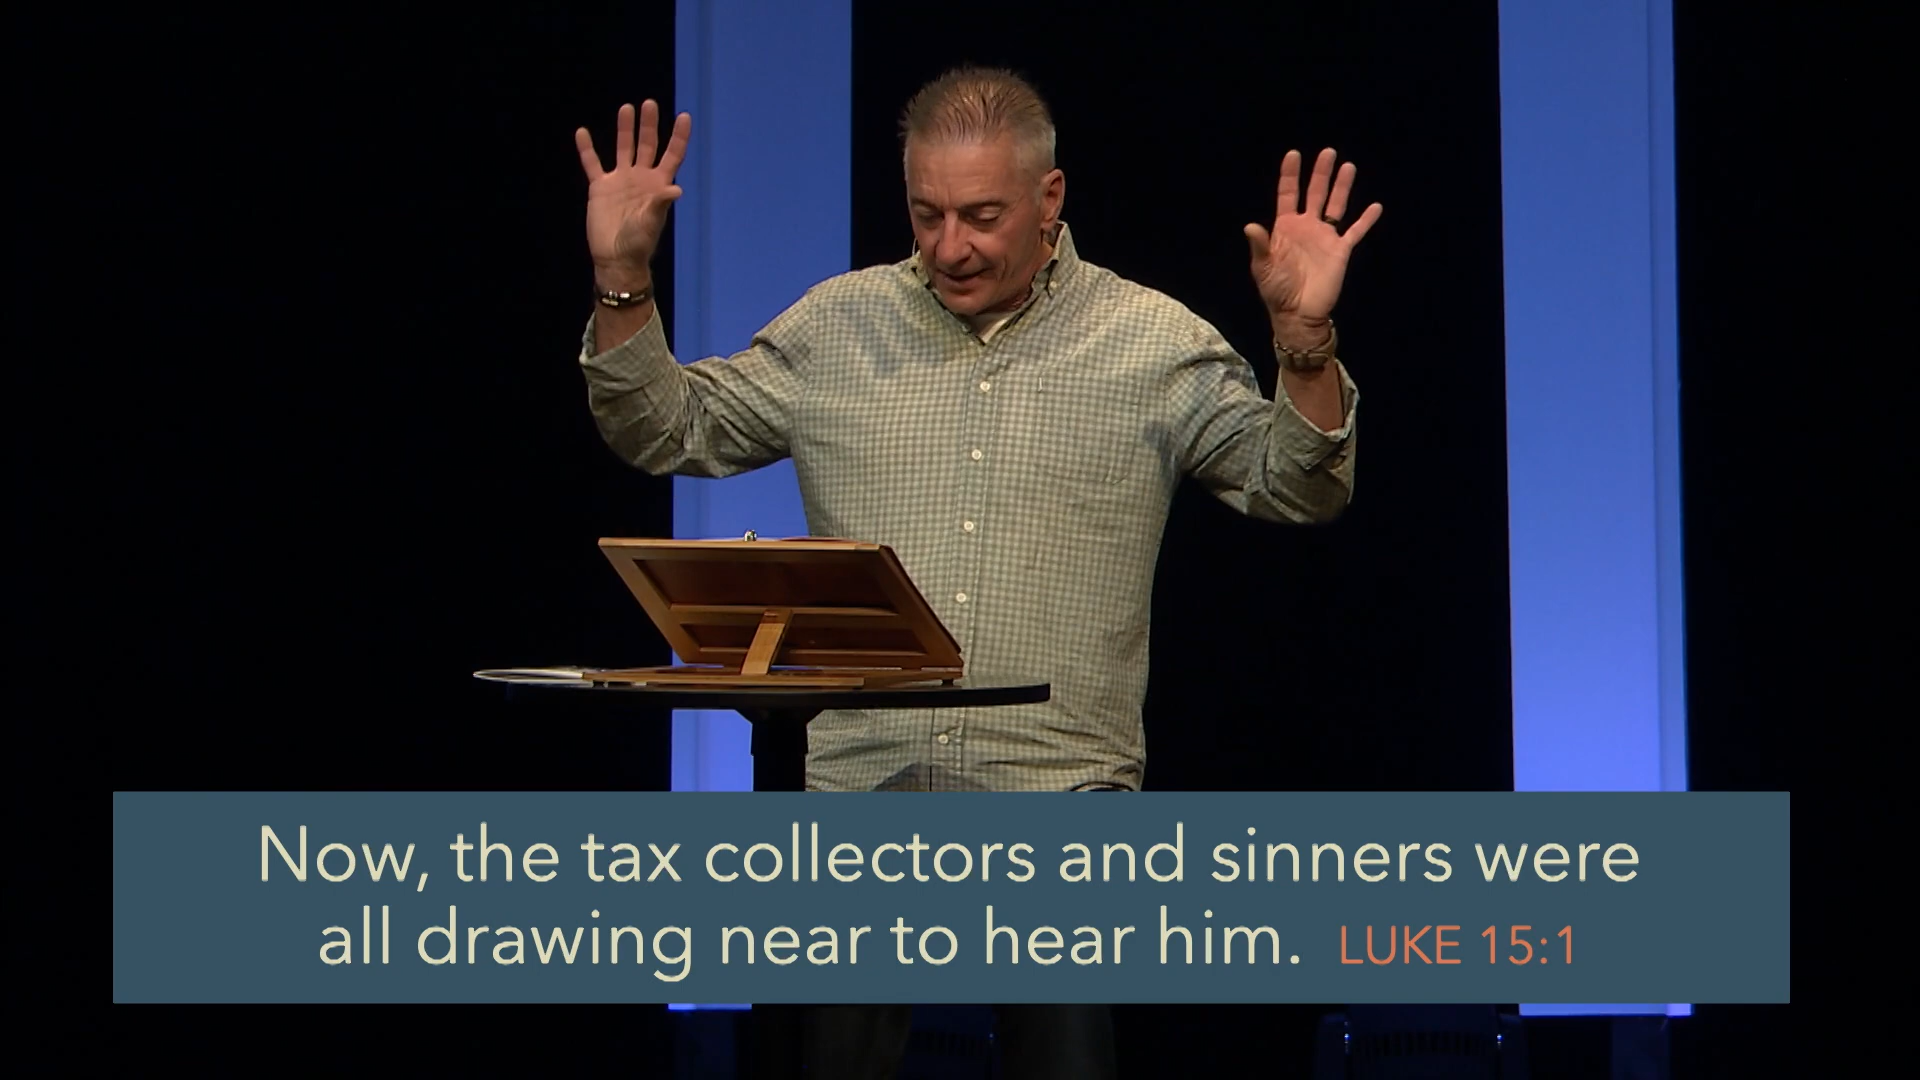 Now, the tax collectors and sinners were
all drawing near to hear him. LUKE 15:1